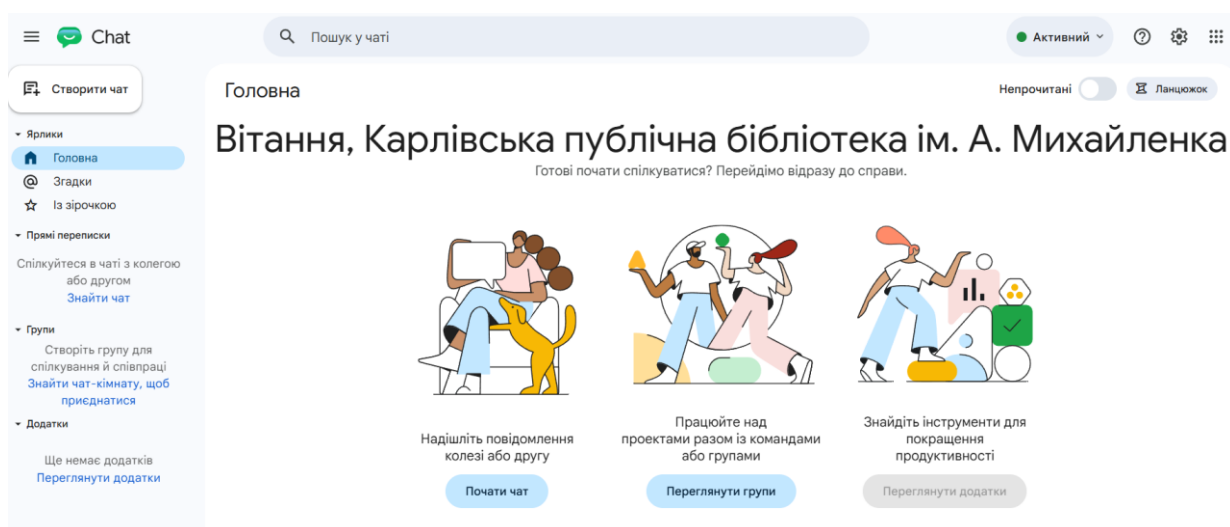 Chat
Пошук у чаті
Активний
Створити чат
Головна
Непрочитані
Ланцюжок
Ярлики
Головна
Згадки
Із зірочкою
Прямі переписки
Спілкуйтеся в чаті з колегою
або другом
Знайти чат
Групи
Створіть групу для
спілкування й співпраці
Знайти чат-кімнату, щоб
приєднатися
Додатки
Ще немає додатків
Переглянути додатки
Вітання, Карлівська публічна бібліотека ім. А. Михайленка
Готові почати спілкуватися? Перейдімо відразу до справи.
Надішліть повідомлення
колезі або другу
Почати чат
Працюйте над
проектами разом із командами
або групами
Переглянути групи
Знайдіть інструменти для
покращення
продуктивності
Переглянути додатки